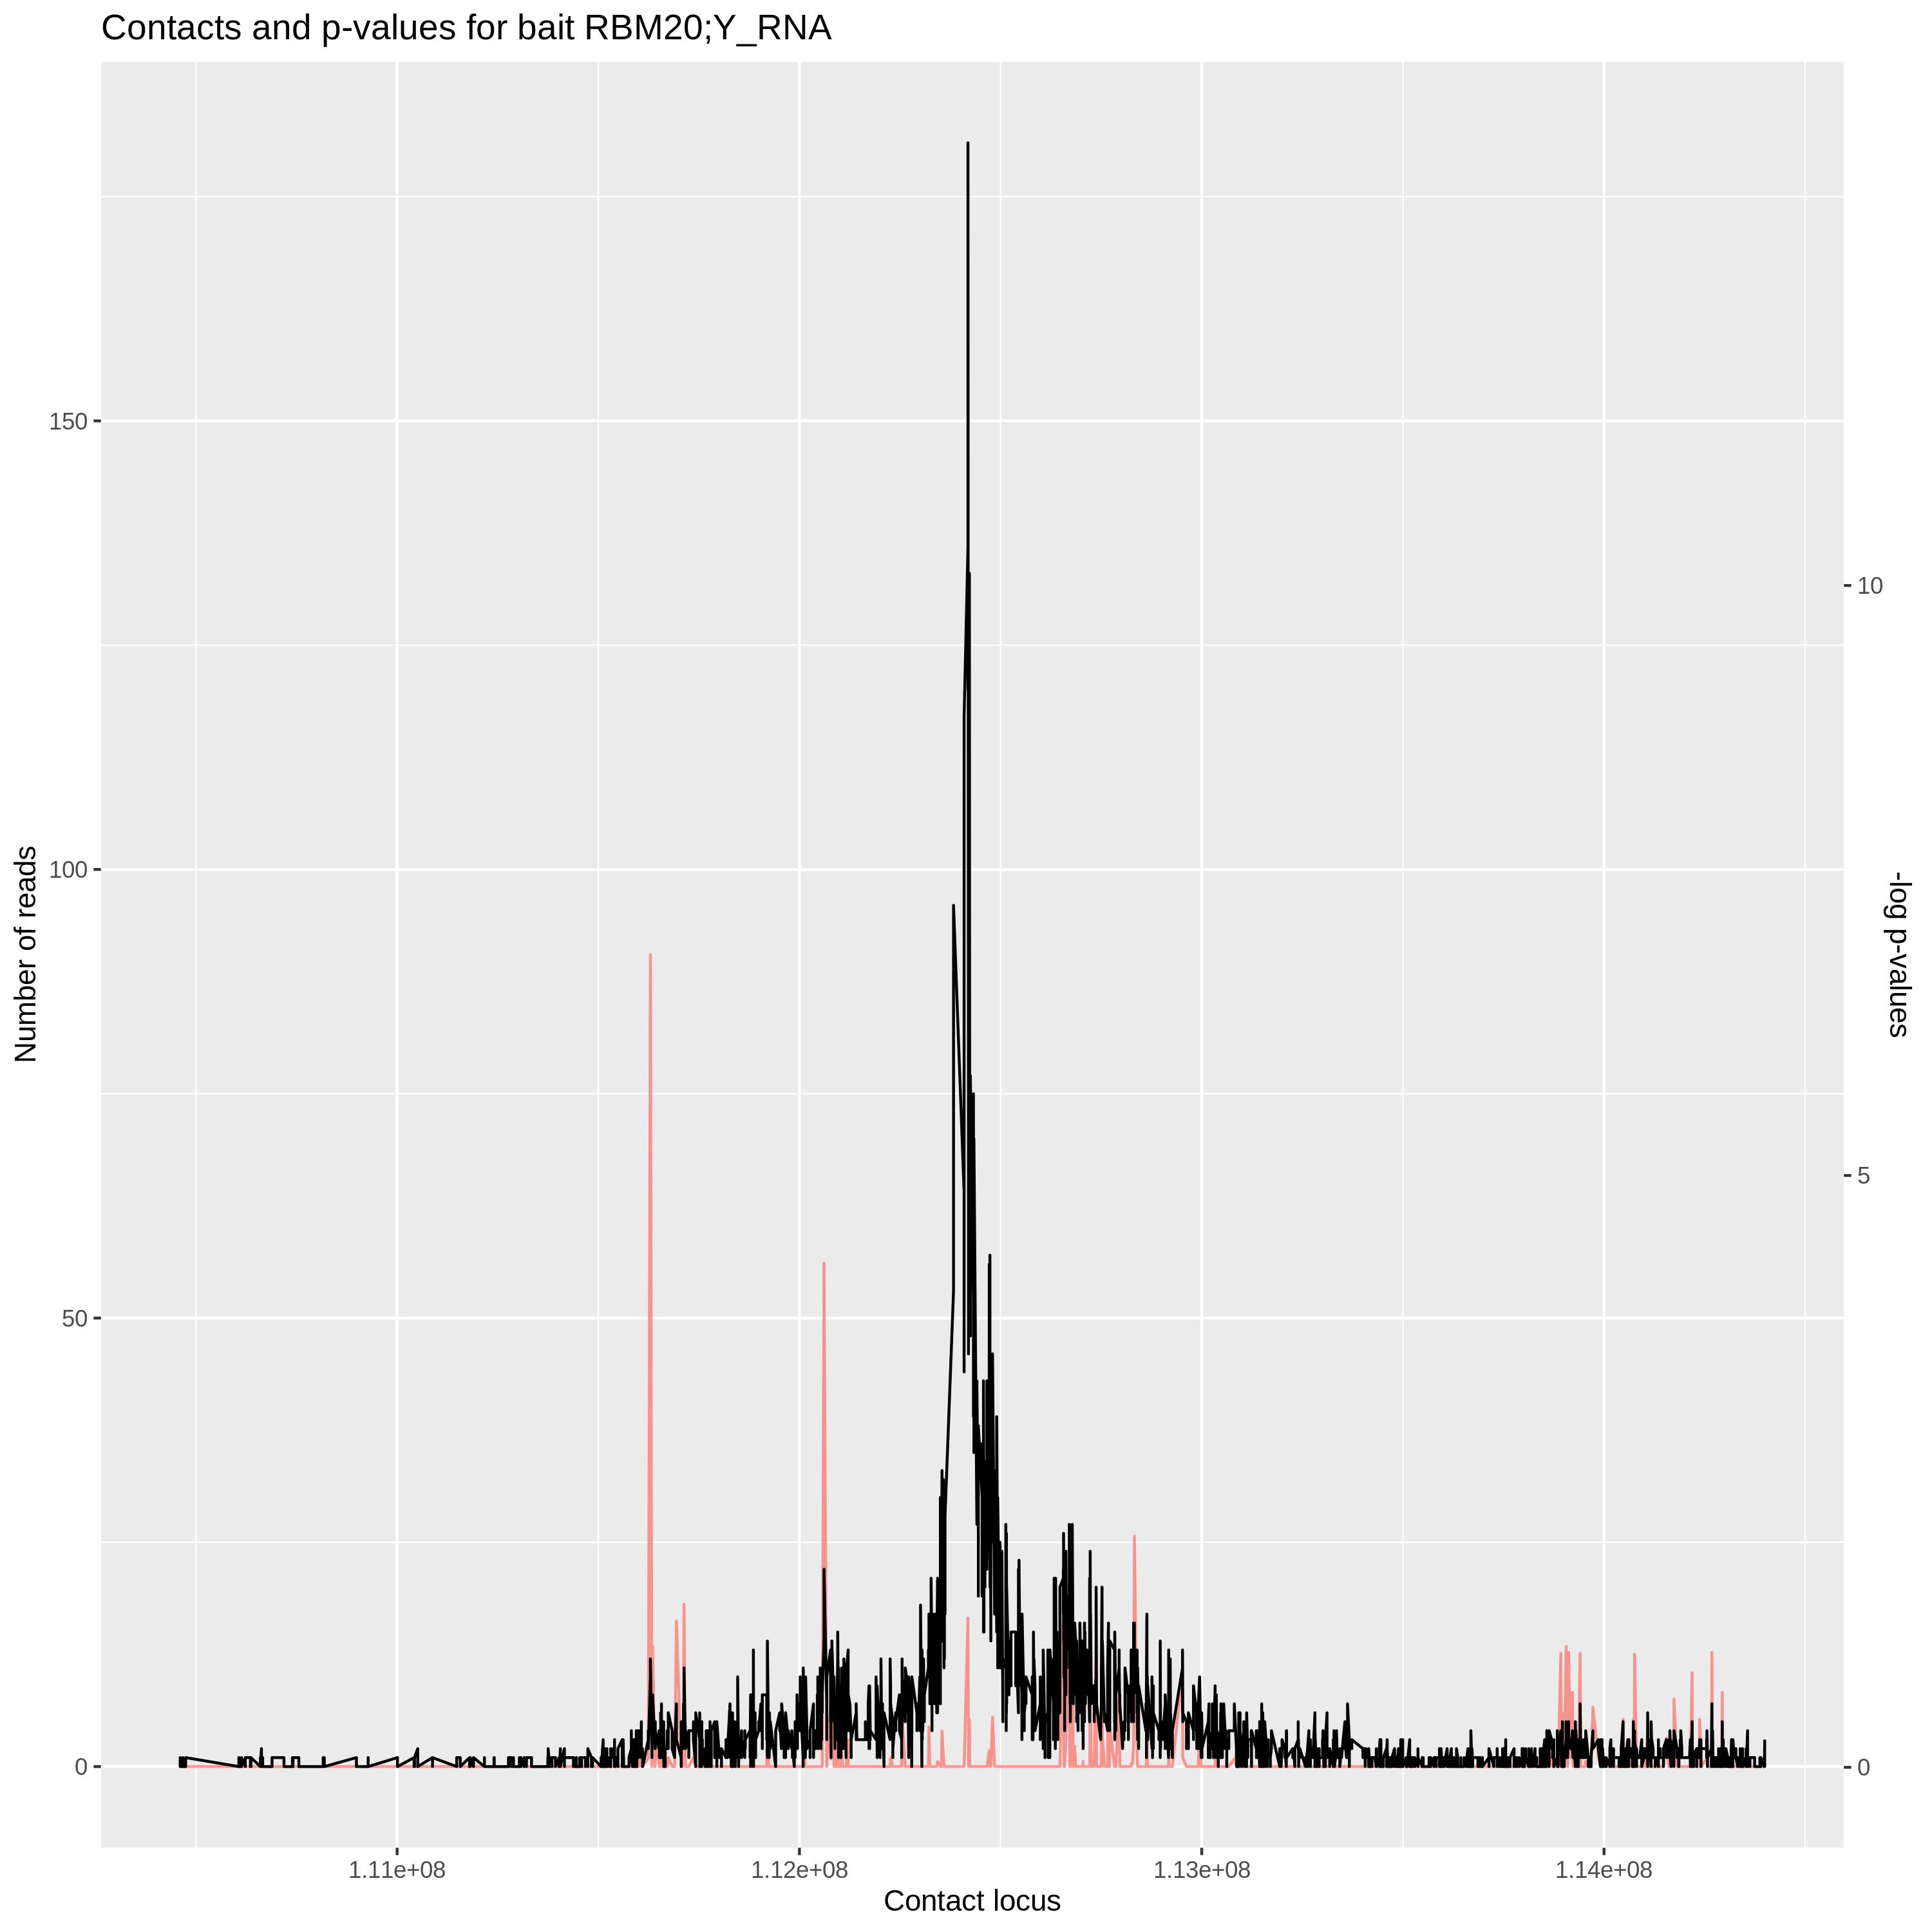 Contacts and p-values for bait RBM20;Y_RNA
150
100
50
0
10
5
0
Number of reads
-log p-values
1.11e+08
1.12e+08
1.13e+08
1.14e+08
Contact locus